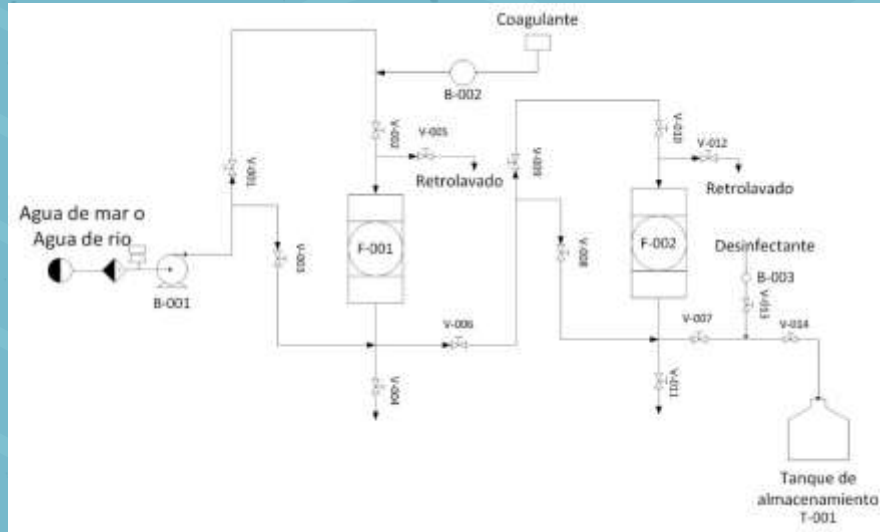 Coagulante
B-002
V-002
V-005
V-001
Retrolavado
V-010
V-012
V-009
Retrolavado
Agua de mar o
Agua de rio
B-001
V-003
F-001
V-008
F-002
Desinfectante
B-003
V-013
V-006
V-007
V-014
V-004
V-011
Tanque de
almacenamiento
T-001